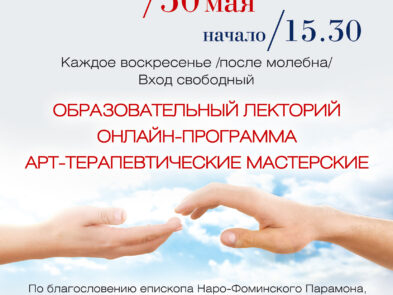 /30 мая
начало/15.30
Каждое воскресенье /после молебна/
Вход свободный
ОБРАЗОВАТЕЛЬНЫЙ ЛЕКТОРИЙ
ОНЛАЙН-ПРОГРАММА
АРТ-ТЕРАПЕВТИЧЕСКИЕ МАСТЕРСКИЕ
По благословению епископа Наро-Фоминского Парамона,